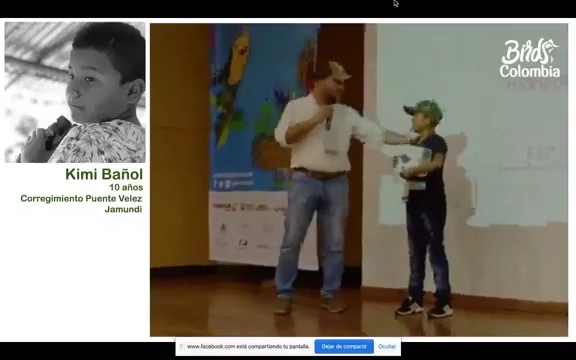 Birds
Colombia
Kimi Bañol
10 años
Corregimiento Puente Velez
Jamundi
www.facebook.com está compartiendo tu pantalla.
Dejar de compartir
Ocultar